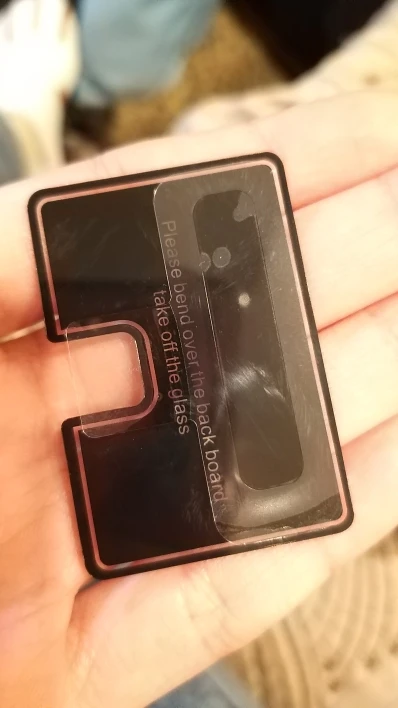 Please bend over the back board
take off the glass